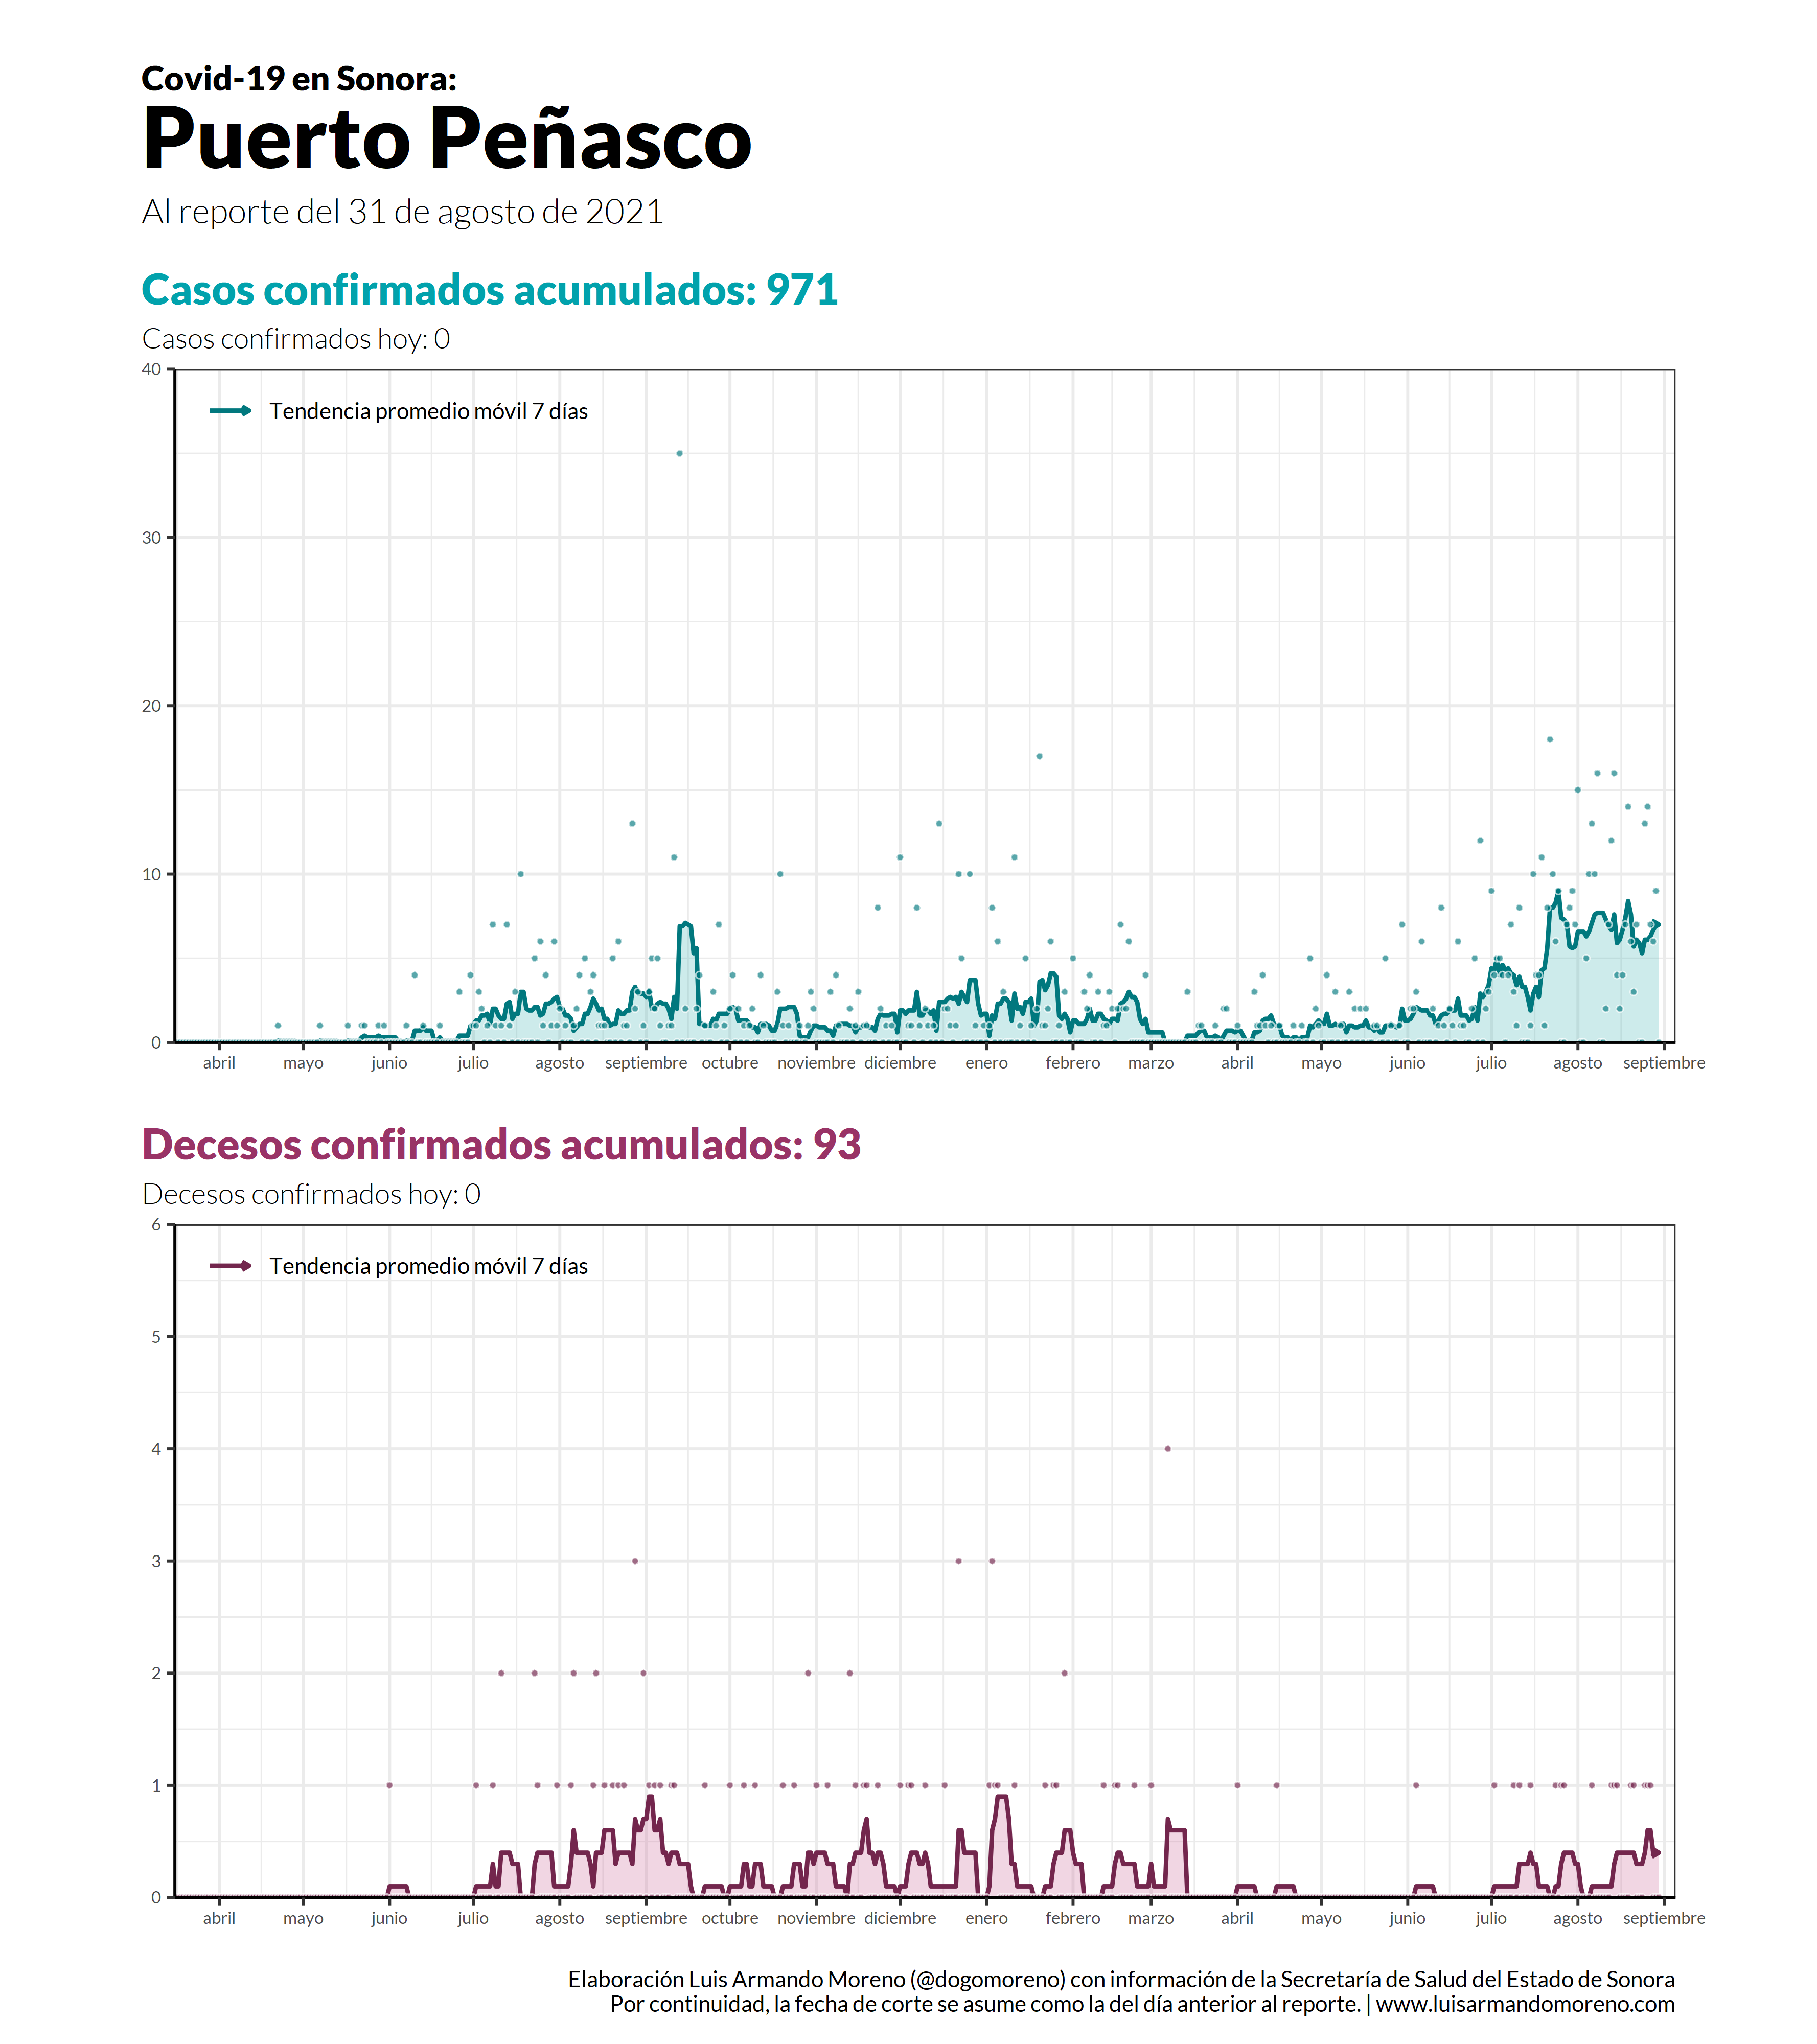 Covid-19 en Sonora:
Puerto Peñasco
Al reporte del 31 de agosto de 2021
Casos confirmados acumulados: 971
Casos confirmados hoy: 0
40
Tendencia promedio móvil 7 días
30
20
10
0
abril mayo junio julio agosto septiembre octubre noviembre diciembre enero febrero marzo abril mayo junio julio agosto septiembre
Decesos confirmados acumulados: 93
Decesos confirmados hoy: 0
6
Tendencia promedio móvil 7 días
5
4
3
2
1
0
abril mayo junio julio agosto septiembre octubre noviembre diciembre enero febrero marzo abril mayo junio julio agosto septiembre
Elaboración Luis Armando Moreno (@dogomoreno) con información de la Secretaría de Salud del Estado de Sonora
Por continuidad, la fecha de corte se asume como la del día anterior al reporte. | www.luisarmandomoreno.com